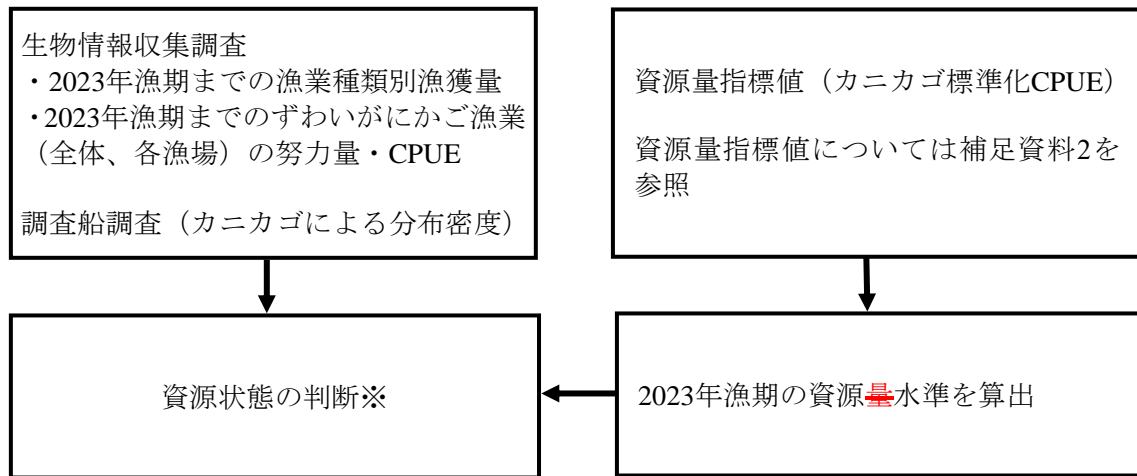 生物情報収集調査
・2023年漁期までの漁業種類別漁獲量
・2023年漁期までのずわいがにかご漁業
（全体、各漁場）の努力量・CPUE
調査船調査（カニカゴによる分布密度）
資源量指標値（カニカゴ標準化CPUE）
資源量指標値については補足資料2を
参照
資源状態の判断※
2023年漁期の資源量水準を算出